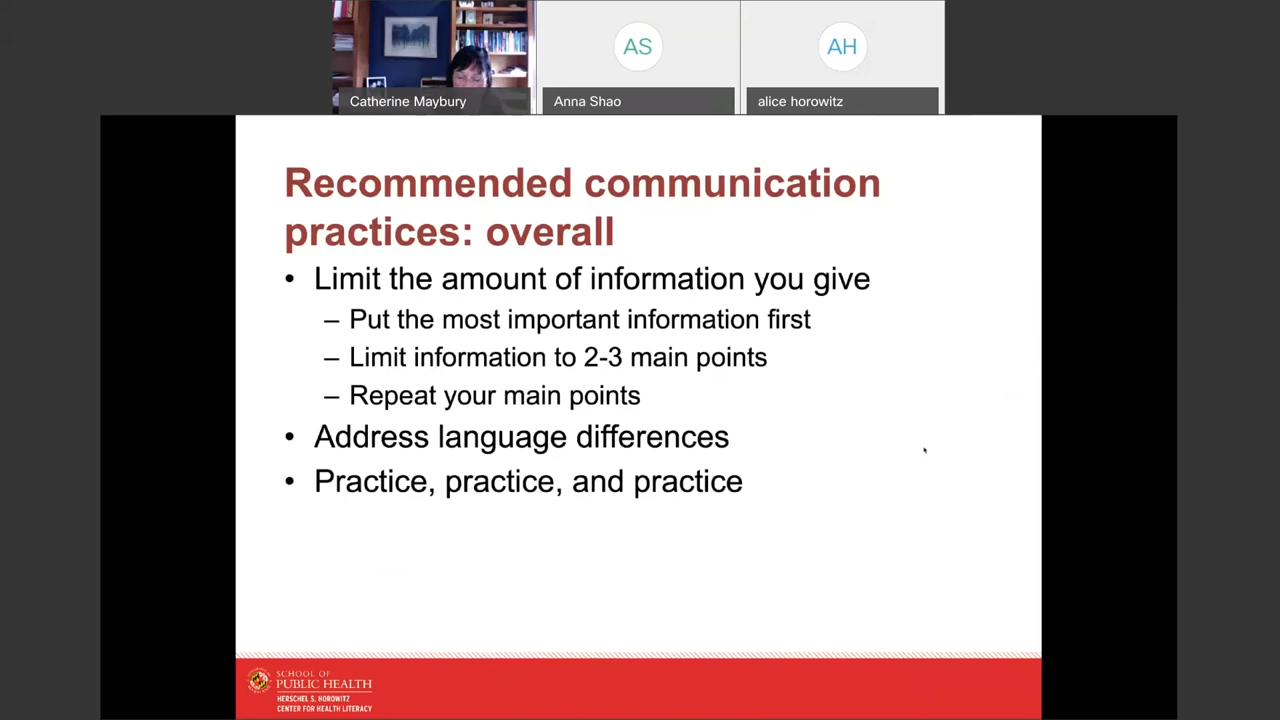 AS
AH
Catherine Maybury
Anna Shao
alice horowitz
Recommended communication
practices: overall
• Limit the amount of information you give
– Put the most important information first
– Limit information to 2-3 main points
– Repeat your main points
• Address language differences
• Practice, practice, and practice
SCHOOL OF
PUBLIC HEALTH
HERSCHEL S. HOROWITZ
CENTER FOR HEALTH LITERACY